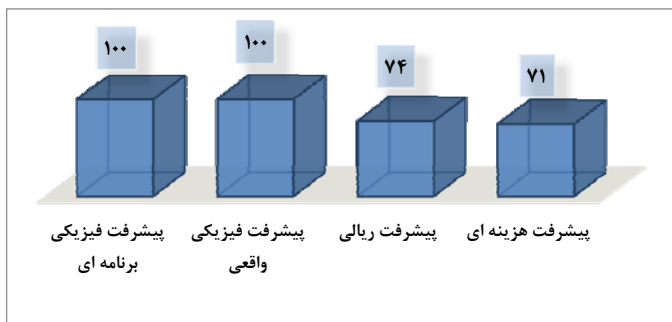 ۱۰۰
۱۰۰
۷۴
۷۱
پیشرفت فیزیکی
برنامه ای
پیشرفت فیزیکی
واقعی
پیشرفت ریالی
پیشرفت هزینه ای